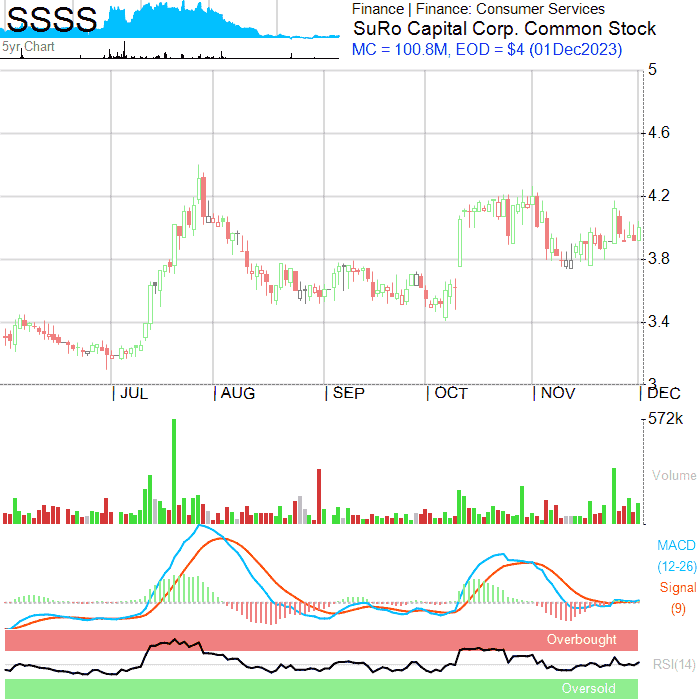 SSSS
5yr Chart
Finance | Finance: Consumer Services
SuRo Capital Corp. Common Stock
MC = 100.8M, EOD = $4 (01Dec2023)
5
4.6
4.2
3.8
3.4
3
JUL AUG SEP OCT NOV DEC
572k
Volume
MACD
(12-26)
Signal
(9)
Overbought
RSI(14)
Oversold